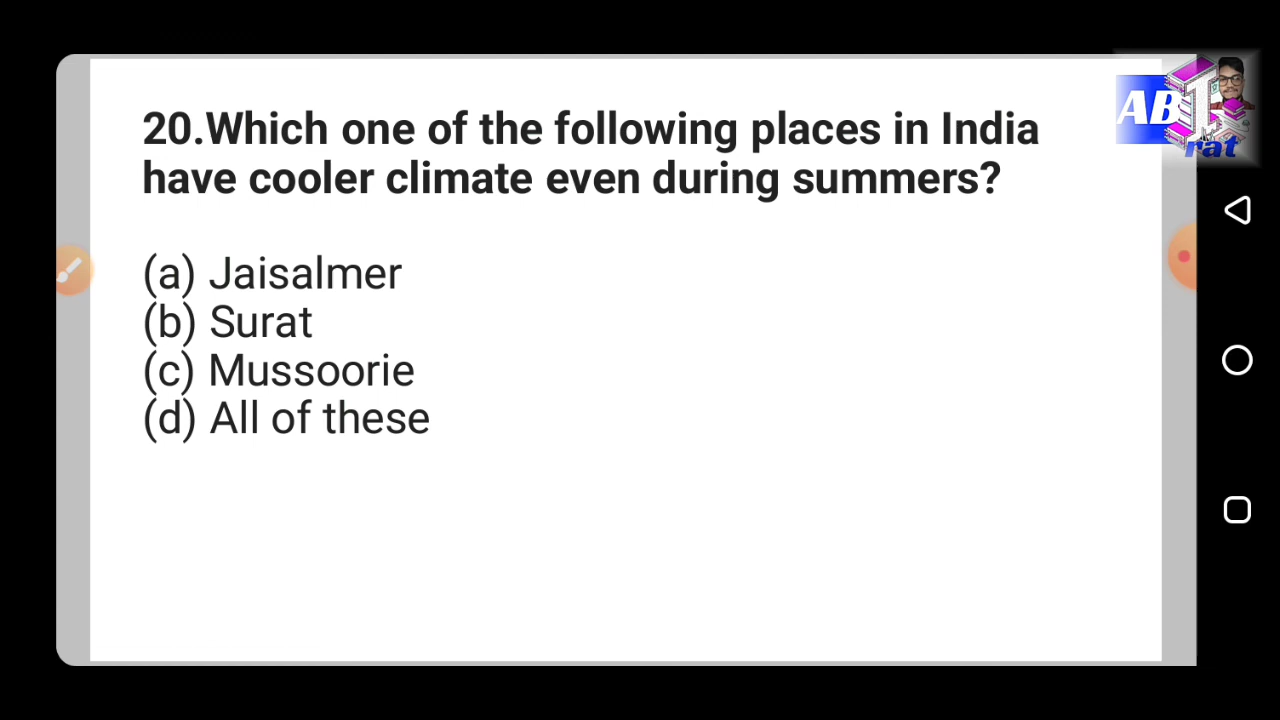 20.Which one of the following places in India
have cooler climate even during summers?
(a) Jaisalmer
(b) Surat
(c) Mussoorie
(d) All of these
AB
rat